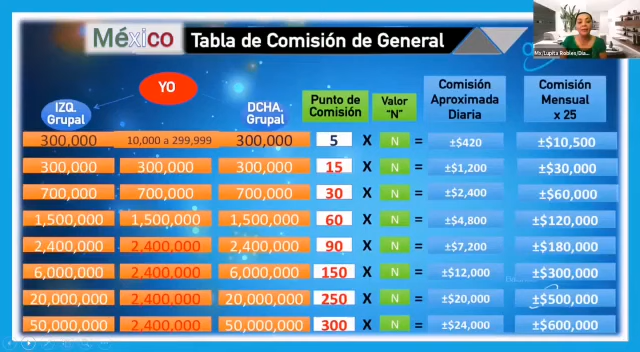 México Tabla de Comisión de General
Mx/Lupita Robles/Dia...
YO
IZQ. Grupal
DCHA. Grupal
Punto de Comisión
Valor "N"
Comisión Aproximada Diaria
Comisión Mensual x 25
300,000 10,000 a 299,999 300,000 5 X N = ±$420 ±$10,500
300,000 300,000 300,000 15 X N = ±$1,200 ±$30,000
700,000 700,000 700,000 30 X N = ±$2,400 ±$60,000
1,500,000 1,500,000 1,500,000 60 X N = ±$4,800 ±$120,000
2,400,000 2,400,000 2,400,000 90 X N = ±$7,200 ±$180,000
6,000,000 2,400,000 6,000,000 150 X N = ±$12,000 ±$300,000
20,000,000 2,400,000 20,000,000 250 X N = ±$20,000 ±$500,000
50,000,000 2,400,000 50,000,000 300 X N = ±$24,000 ±$600,000